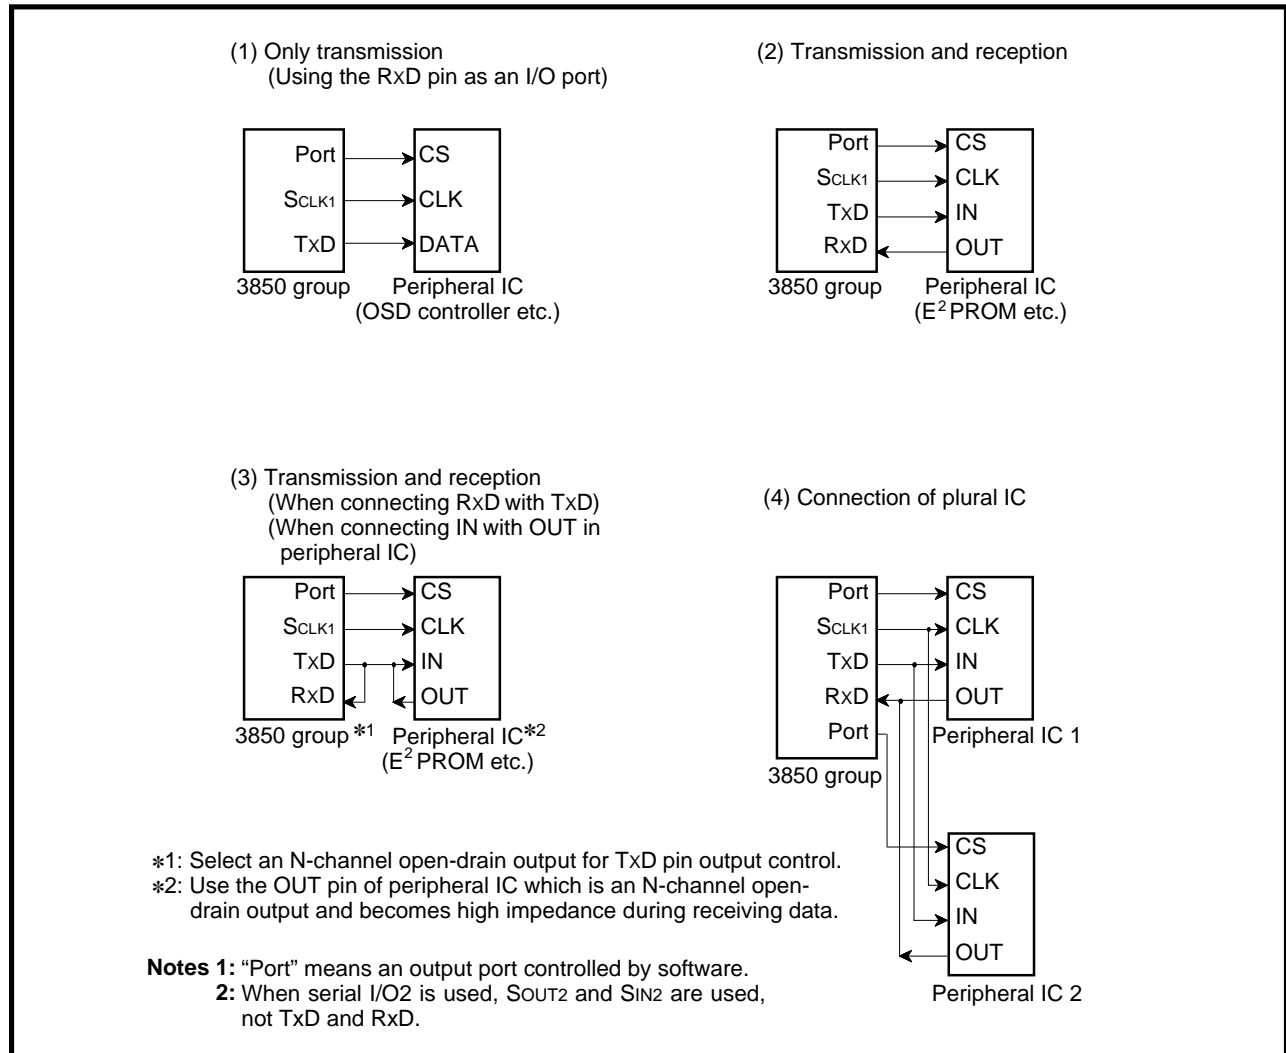 (1) Only transmission
(Using the RxD pin as an I/O port)
Port
SCLK1
TxD
CS
CLK
DATA
3850 group
Peripheral IC
(OSD controller etc.)
(2) Transmission and reception
Port
SCLK1
TxD
RxD
CS
CLK
IN
OUT
3850 group
Peripheral IC
(E² PROM etc.)
(3) Transmission and reception
(When connecting RxD with TxD)
(When connecting IN with OUT in
peripheral IC)
Port
SCLK1
TxD
RxD
CS
CLK
IN
OUT
3850 group *1
Peripheral IC*2
(E² PROM etc.)
(4) Connection of plural IC
Port
SCLK1
TxD
RxD
Port
CS
CLK
IN
OUT
Peripheral IC 1
3850 group
CS
CLK
IN
OUT
Peripheral IC 2
*1: Select an N-channel open-drain output for TxD pin output control.
*2: Use the OUT pin of peripheral IC which is an N-channel open-
drain output and becomes high impedance during receiving data.
Notes 1: “Port” means an output port controlled by software.
2: When serial I/O2 is used, SOUT2 and SIN2 are used,
not TxD and RxD.